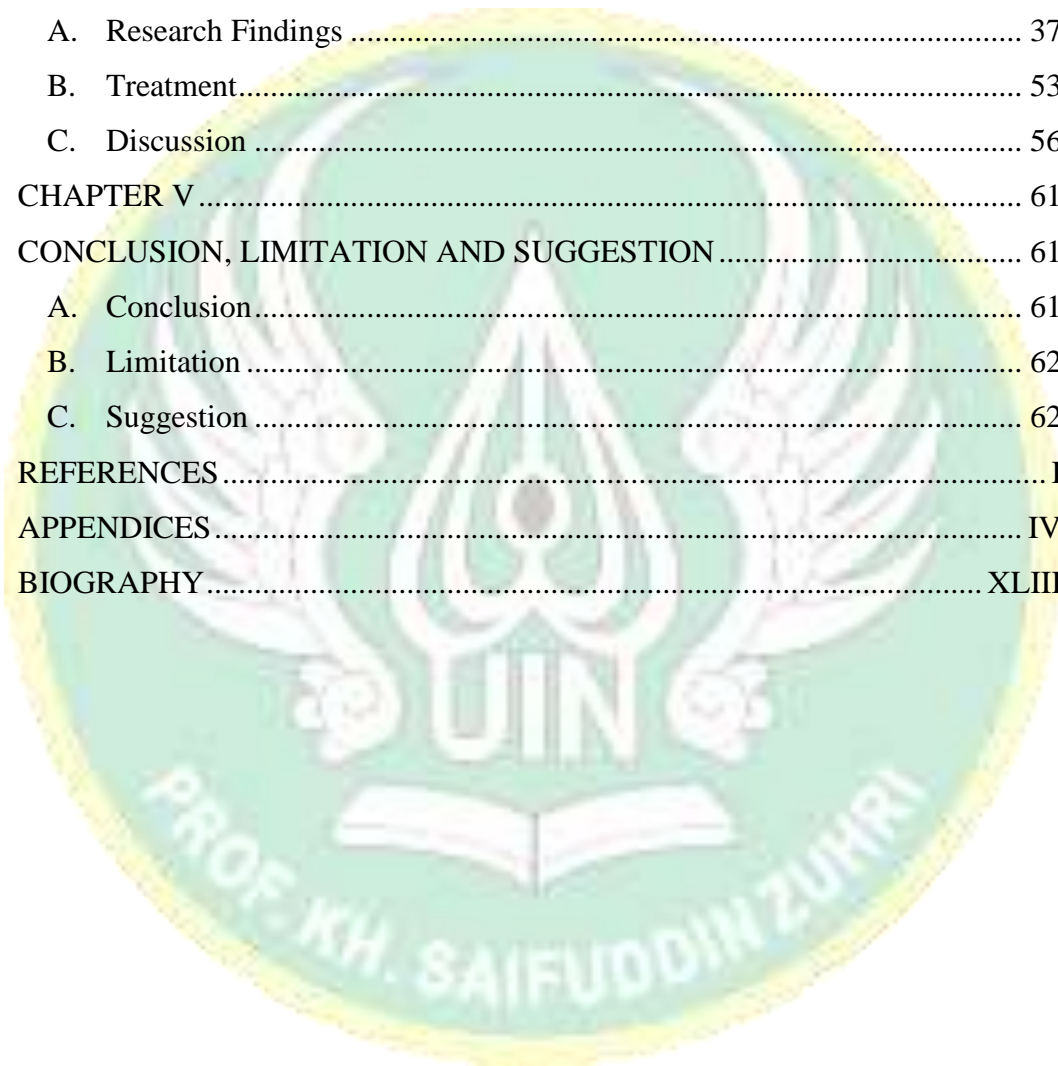 A. Research Findings ........................................................................................ 37
B. Treatment....................................................................................................... 53
C. Discussion ..................................................................................................... 56
CHAPTER V ......................................................................................................... 61
CONCLUSION, LIMITATION AND SUGGESTION ....................................... 61
A. Conclusion..................................................................................................... 61
B. Limitation ...................................................................................................... 62
C. Suggestion ..................................................................................................... 62
REFERENCES ......................................................................................................... I
APPENDICES ....................................................................................................... IV
BIOGRAPHY .................................................................................................. XLIII
UIN
PROF. KH. SAIFUDDIN ZUHRI